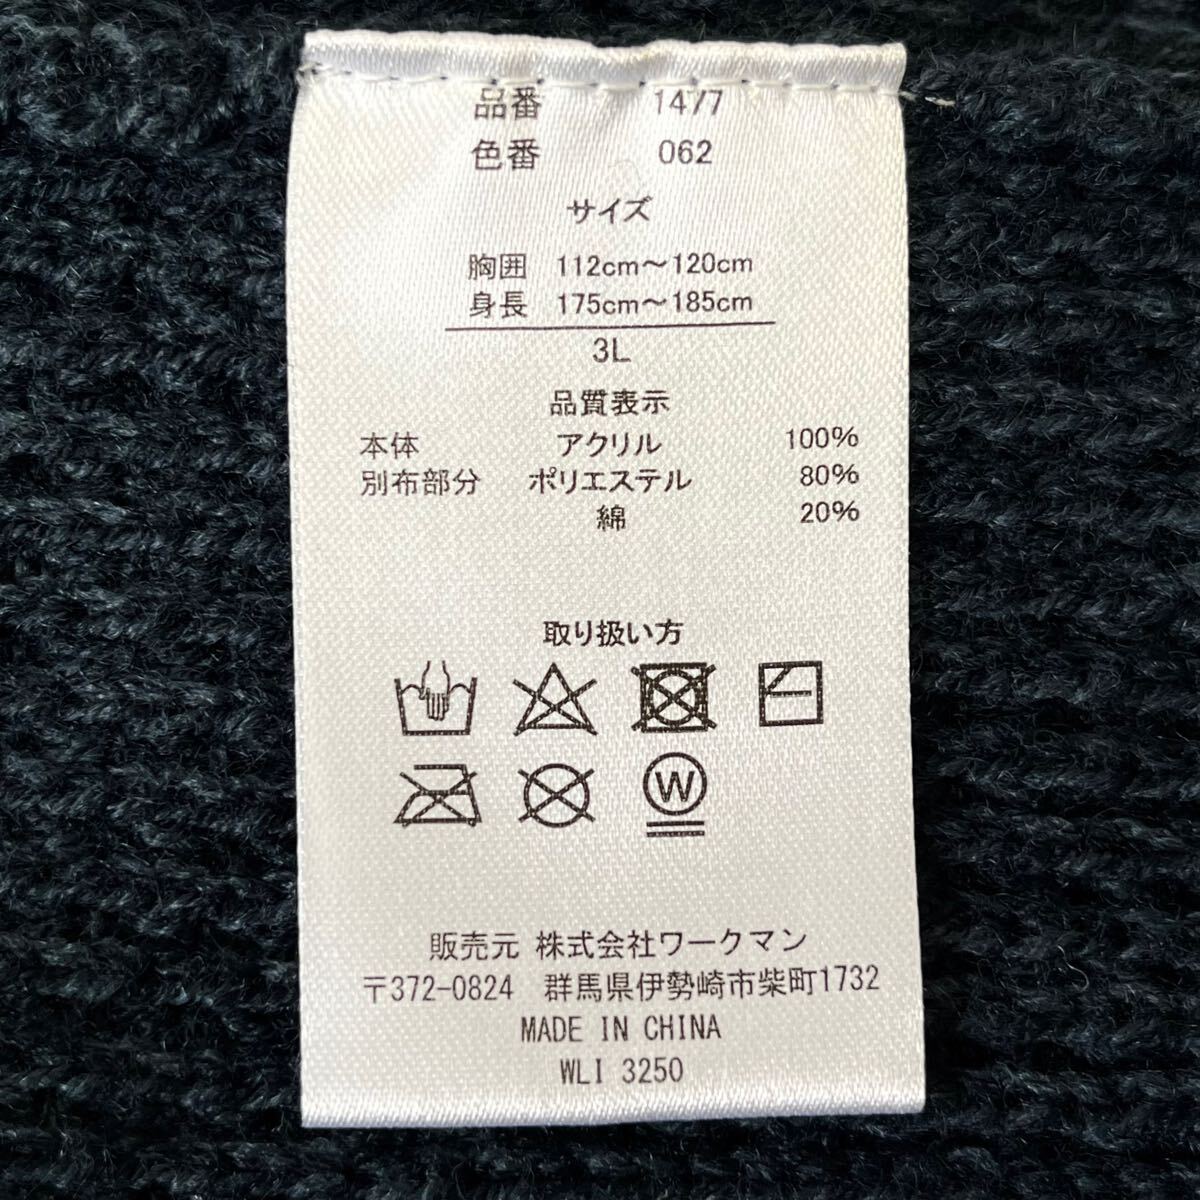 品番 1477
色番 062
サイズ
胸囲 112cm～120cm
身長 175cm～185cm
3L
品質表示
本体 アクリル 100%
別布部分 ポリエステル 80%
綿 20%
取り扱い方
W
販売元 株式会社ワークマン
〒372-0824 群馬県伊勢崎市柴町1732
MADE IN CHINA
WLI 3250